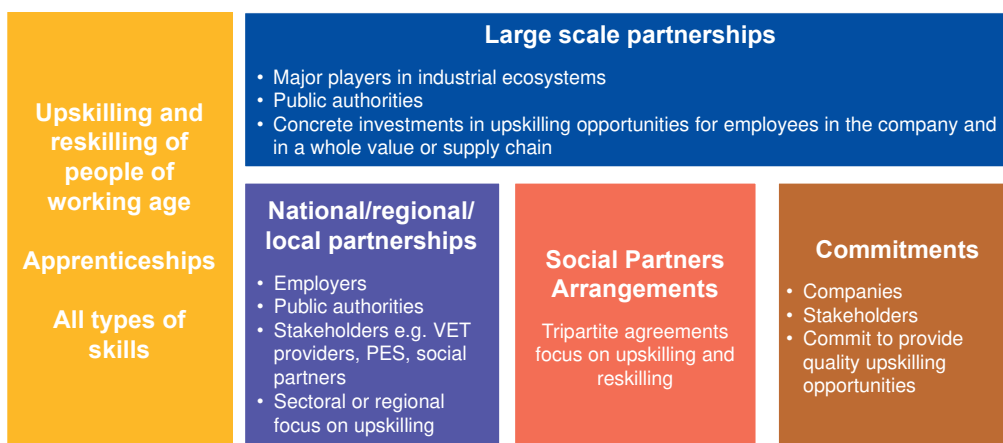 Upskilling and
reskilling of
people of
working age
Apprenticeships
All types of
skills
Large scale partnerships
• Major players in industrial ecosystems
• Public authorities
• Concrete investments in upskilling opportunities for employees in the company and
in a whole value or supply chain
National/regional/
local partnerships
• Employers
• Public authorities
• Stakeholders e.g. VET
providers, PES, social
partners
• Sectoral or regional
focus on upskilling
Social Partners
Arrangements
Tripartite agreements
focus on upskilling and
reskilling
Commitments
• Companies
• Stakeholders
• Commit to provide
quality upskilling
opportunities